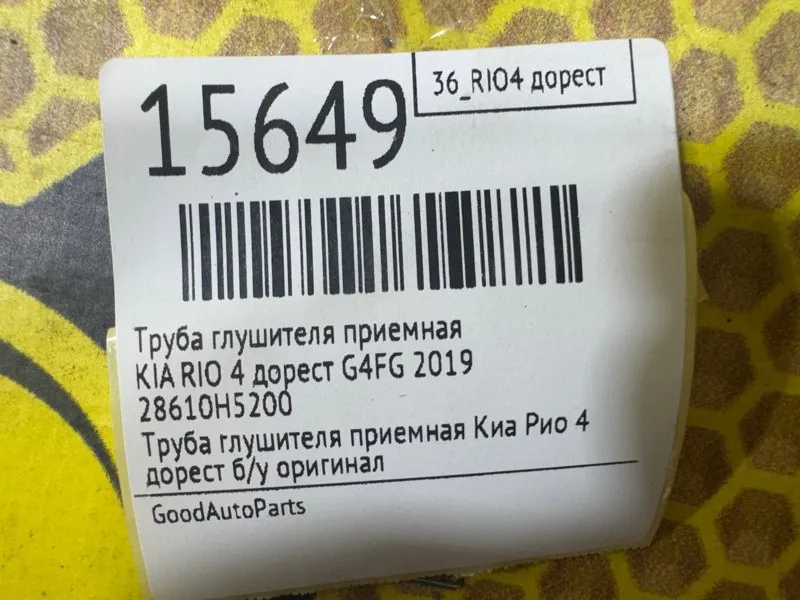 36_RIO4 дорест
15649
Труба глушителя приемная
KIA RIO 4 дорест G4FG 2019
28610H5200
Труба глушителя приемная Киа Рио 4
дорест б/у оригинал
GoodAutoParts